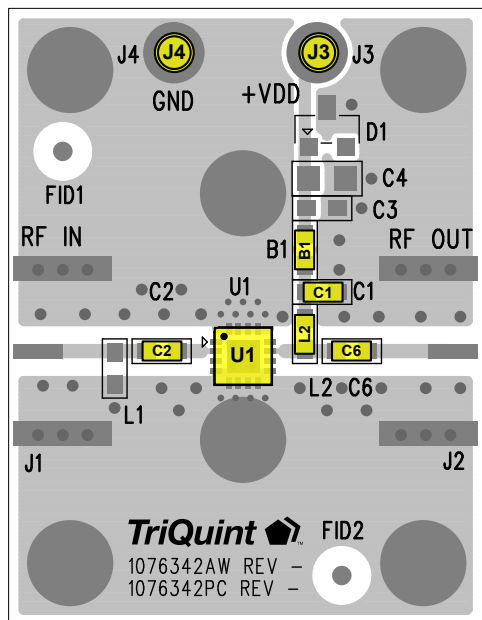 J4 J4 J3 J3
GND +VDD
D1
C4
FID1
C3
RF IN B1 B1 RF OUT
C2 U1 C1 C1
C2 U1 L2 C6
L1 L2 C6
J1 J2
TriQuint ™ FID2
1076342AW REV -
1076342PC REV -